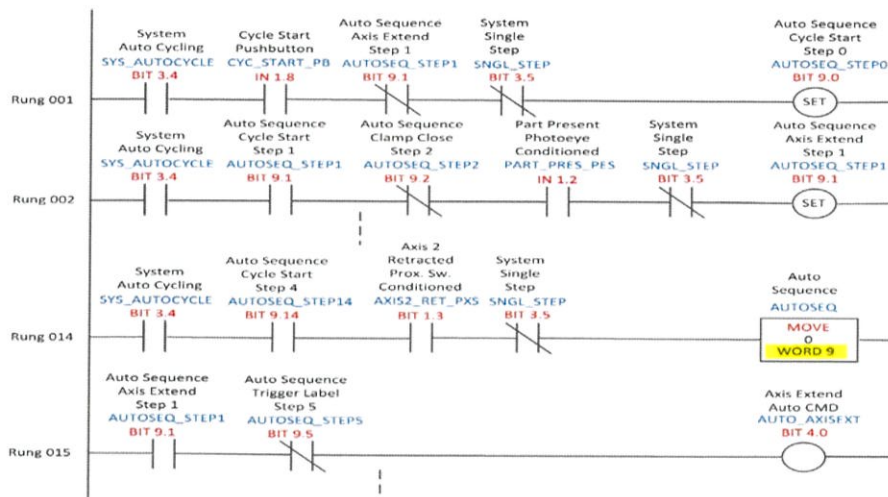 System
Auto Cycling
SYS_AUTOCYCLE
BIT 3.4
Cycle Start
Pushbutton
CYC_START_PB
IN 1.8
Auto Sequence
Axis Extend
Step 1
AUTOSEQ_STEP1
BIT 9.1
System
Single
Step
SNGL_STEP
BIT 3.5
Auto Sequence
Cycle Start
Step 0
AUTOSEQ_STEP0
BIT 9.0
Rung 001
SET
System
Auto Cycling
SYS_AUTOCYCLE
BIT 3.4
Auto Sequence
Cycle Start
Step 1
AUTOSEQ_STEP1
BIT 9.1
Auto Sequence
Clamp Close
Step 2
AUTOSEQ_STEP2
BIT 9.2
Part Present
Photoeye
Conditioned
PART_PRES_PES
IN 1.2
System
Single
Step
SNGL_STEP
BIT 3.5
Auto Sequence
Axis Extend
Step 1
AUTOSEQ_STEP1
BIT 9.1
Rung 002
SET
System
Auto Cycling
SYS_AUTOCYCLE
BIT 3.4
Auto Sequence
Cycle Start
Step 4
AUTOSEQ_STEP14
BIT 9.14
Axis 2
Retracted
Prox. Sw.
Conditioned
AXIS2_RET_PXS
BIT 1.3
System
Single
Step
SNGL_STEP
BIT 3.5
Auto
Sequence
AUTOSEQ
Rung 014
MOVE
0
WORD 9
Auto Sequence
Axis Extend
Step 1
AUTOSEQ_STEP1
BIT 9.1
Auto Sequence
Trigger Label
Step 5
AUTOSEQ_STEP5
BIT 9.5
Axis Extend
Auto CMD
AUTO_AXISEXT
BIT 4.0
Rung 015